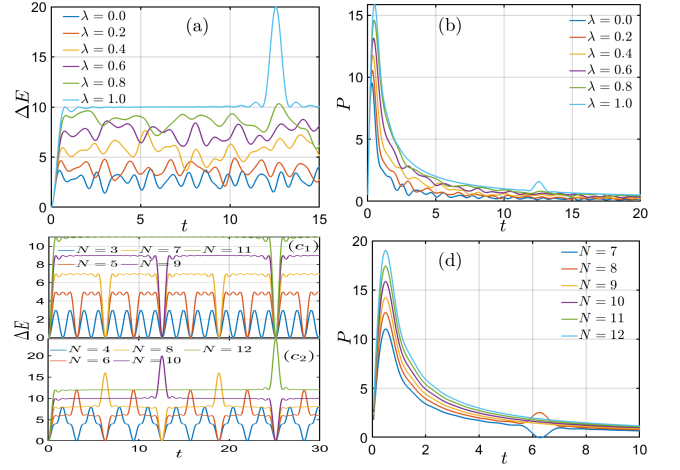 (a)
20
15
10
5
0
ΔE
λ = 0.0
λ = 0.2
λ = 0.4
λ = 0.6
λ = 0.8
λ = 1.0
0 5 10 15
t
(b)
15
10
5
0
P
λ = 0.0
λ = 0.2
λ = 0.4
λ = 0.6
λ = 0.8
λ = 1.0
0 5 10 15 20
t
(c₁)
10
8
6
4
2
0
N = 3 N = 7 N = 11
N = 5 N = 9
ΔE
(c₂)
20
15
10
5
0
N = 4 N = 8 N = 12
N = 6 N = 10
0 5 10 15 20 25 30
t
(d)
20
15
10
5
0
P
N = 7
N = 8
N = 9
N = 10
N = 11
N = 12
0 2 4 6 8 10
t